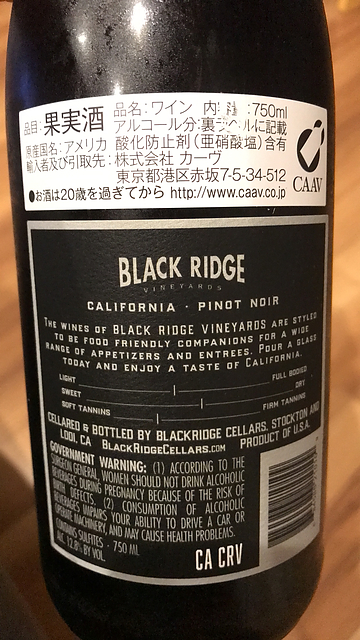 品目:果実酒 品名:ワイン 内容量:750ml
アルコール分:裏ラベルに記載
原産国名:アメリカ 酸化防止剤(亜硫酸塩)含有
輸入者及び引取先:株式会社 カーヴ
東京都港区赤坂7-5-34-512
●お酒は20歳を過ぎてから http://www.caav.co.jp
CAAV
BLACK RIDGE
VINEYARDS
CALIFORNIA · PINOT NOIR
THE WINES OF BLACK RIDGE VINEYARDS ARE STYLED
TO BE FOOD FRIENDLY COMPANIONS FOR A WIDE
RANGE OF APPETIZERS AND ENTREES. POUR A GLASS
TODAY AND ENJOY A TASTE OF CALIFORNIA.
LIGHT FULL BODIED
SWEET DRY
SOFT TANNINS FIRM TANNINS
CELLARED & BOTTLED BY BLACKRIDGE CELLARS, STOCKTON AND
LODI, CA BLACKRIDGECELLARS.COM PRODUCT OF U.S.A.
GOVERNMENT WARNING: (1) ACCORDING TO THE
SURGEON GENERAL, WOMEN SHOULD NOT DRINK ALCOHOLIC
BEVERAGES DURING PREGNANCY BECAUSE OF THE RISK OF
BIRTH DEFECTS. (2) CONSUMPTION OF ALCOHOLIC
BEVERAGES IMPAIRS YOUR ABILITY TO DRIVE A CAR OR
OPERATE MACHINERY, AND MAY CAUSE HEALTH PROBLEMS.
CONTAINS SULFITES
ALC. 12.8% BY VOL. · 750 ML
CA CRV